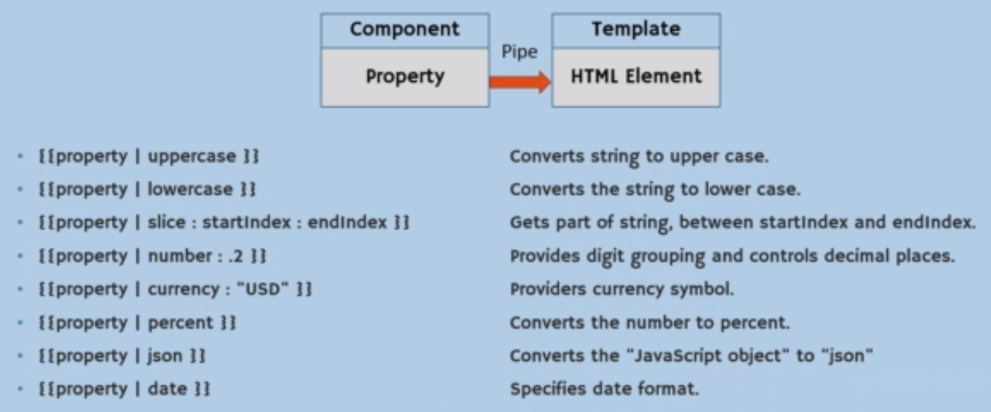 Component
Template
Pipe
Property
HTML Element
• {{property | uppercase }} Converts string to upper case.
• {{property | lowercase }} Converts the string to lower case.
• {{property | slice : startIndex : endIndex }} Gets part of string, between startIndex and endIndex.
• {{property | number : .2 }} Provides digit grouping and controls decimal places.
• {{property | currency : "USD" }} Providers currency symbol.
• {{property | percent }} Converts the number to percent.
• {{property | json }} Converts the "JavaScript object" to "json"
• {{property | date }} Specifies date format.